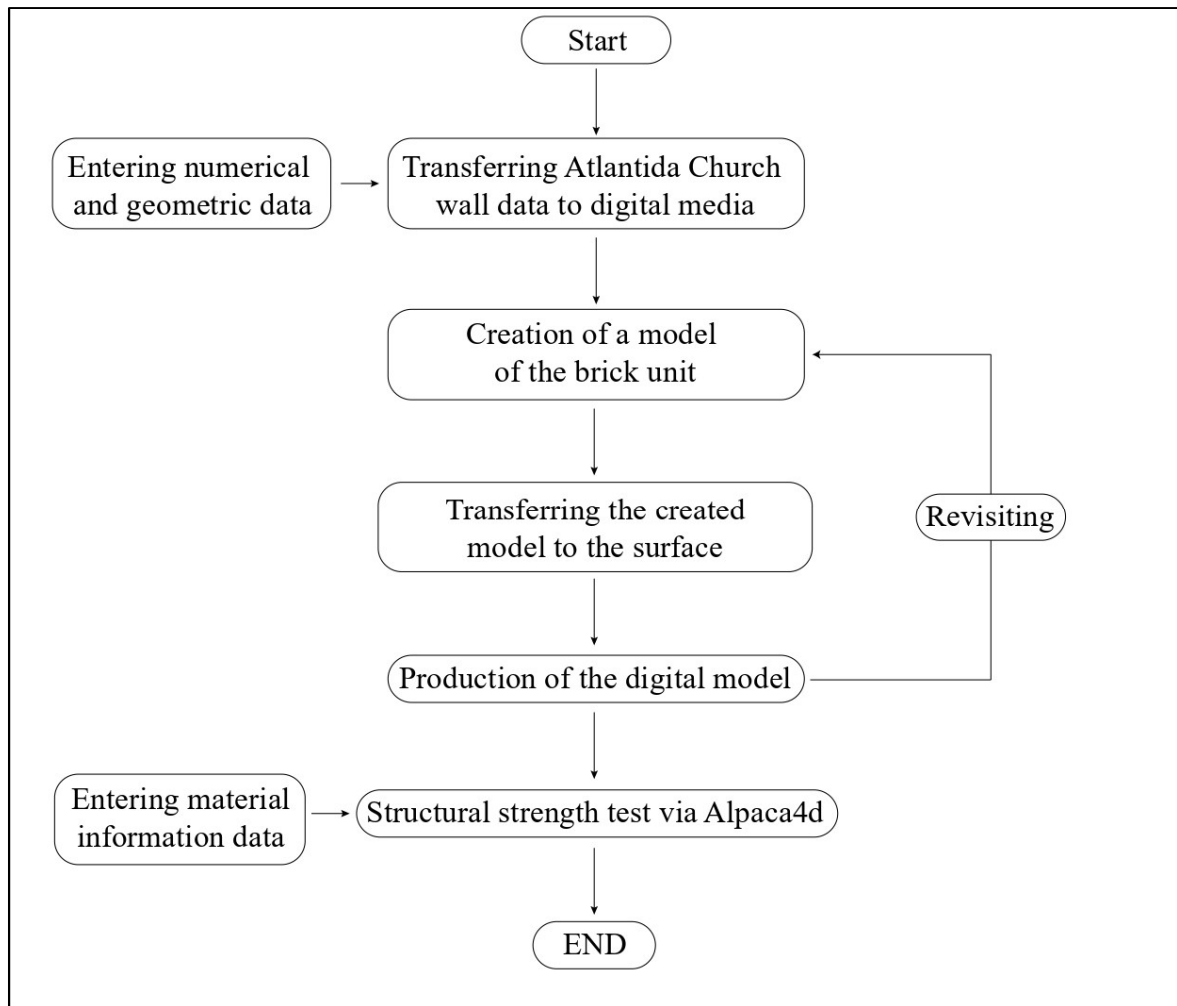 Start
Entering numerical
and geometric data
Transferring Atlantida Church
wall data to digital media
Creation of a model
of the brick unit
Transferring the created
model to the surface
Revisiting
Production of the digital model
Entering material
information data
Structural strength test via Alpaca4d
END